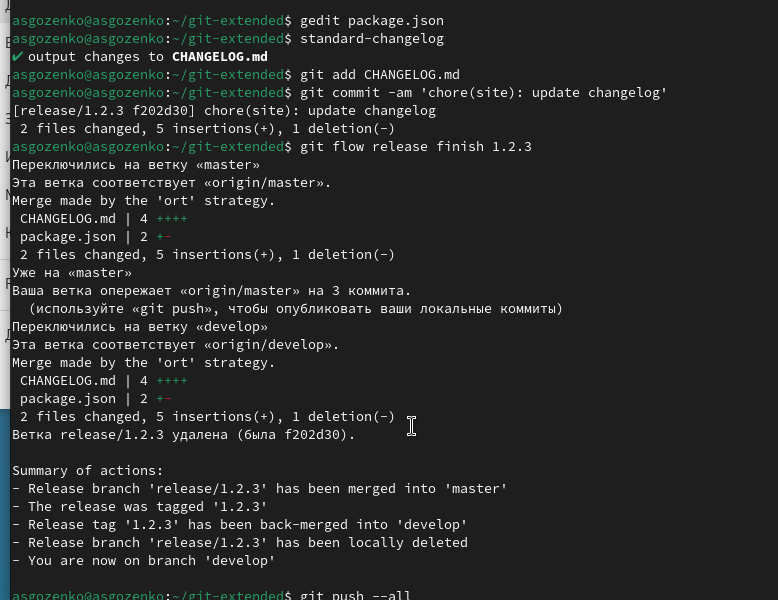 asgozenko@asgozenko:~/git-extended$ gedit package.json
asgozenko@asgozenko:~/git-extended$ standard-changelog
✔ output changes to CHANGELOG.md
asgozenko@asgozenko:~/git-extended$ git add CHANGELOG.md
asgozenko@asgozenko:~/git-extended$ git commit -am 'chore(site): update changelog'
[release/1.2.3 f202d30] chore(site): update changelog
 2 files changed, 5 insertions(+), 1 deletion(-)
asgozenko@asgozenko:~/git-extended$ git flow release finish 1.2.3
Переключились на ветку «master»
Эта ветка соответствует «origin/master».
Merge made by the 'ort' strategy.
 CHANGELOG.md | 4 ++++
 package.json | 2 +-
 2 files changed, 5 insertions(+), 1 deletion(-)
Уже на «master»
Ваша ветка опережает «origin/master» на 3 коммита.
  (используйте «git push», чтобы опубликовать ваши локальные коммиты)
Переключились на ветку «develop»
Эта ветка соответствует «origin/develop».
Merge made by the 'ort' strategy.
 CHANGELOG.md | 4 ++++
 package.json | 2 +-
 2 files changed, 5 insertions(+), 1 deletion(-)
Ветка release/1.2.3 удалена (была f202d30).

Summary of actions:
- Release branch 'release/1.2.3' has been merged into 'master'
- The release was tagged '1.2.3'
- Release tag '1.2.3' has been back-merged into 'develop'
- Release branch 'release/1.2.3' has been locally deleted
- You are now on branch 'develop'

asgozenko@asgozenko:~/git-extended$ git push --all